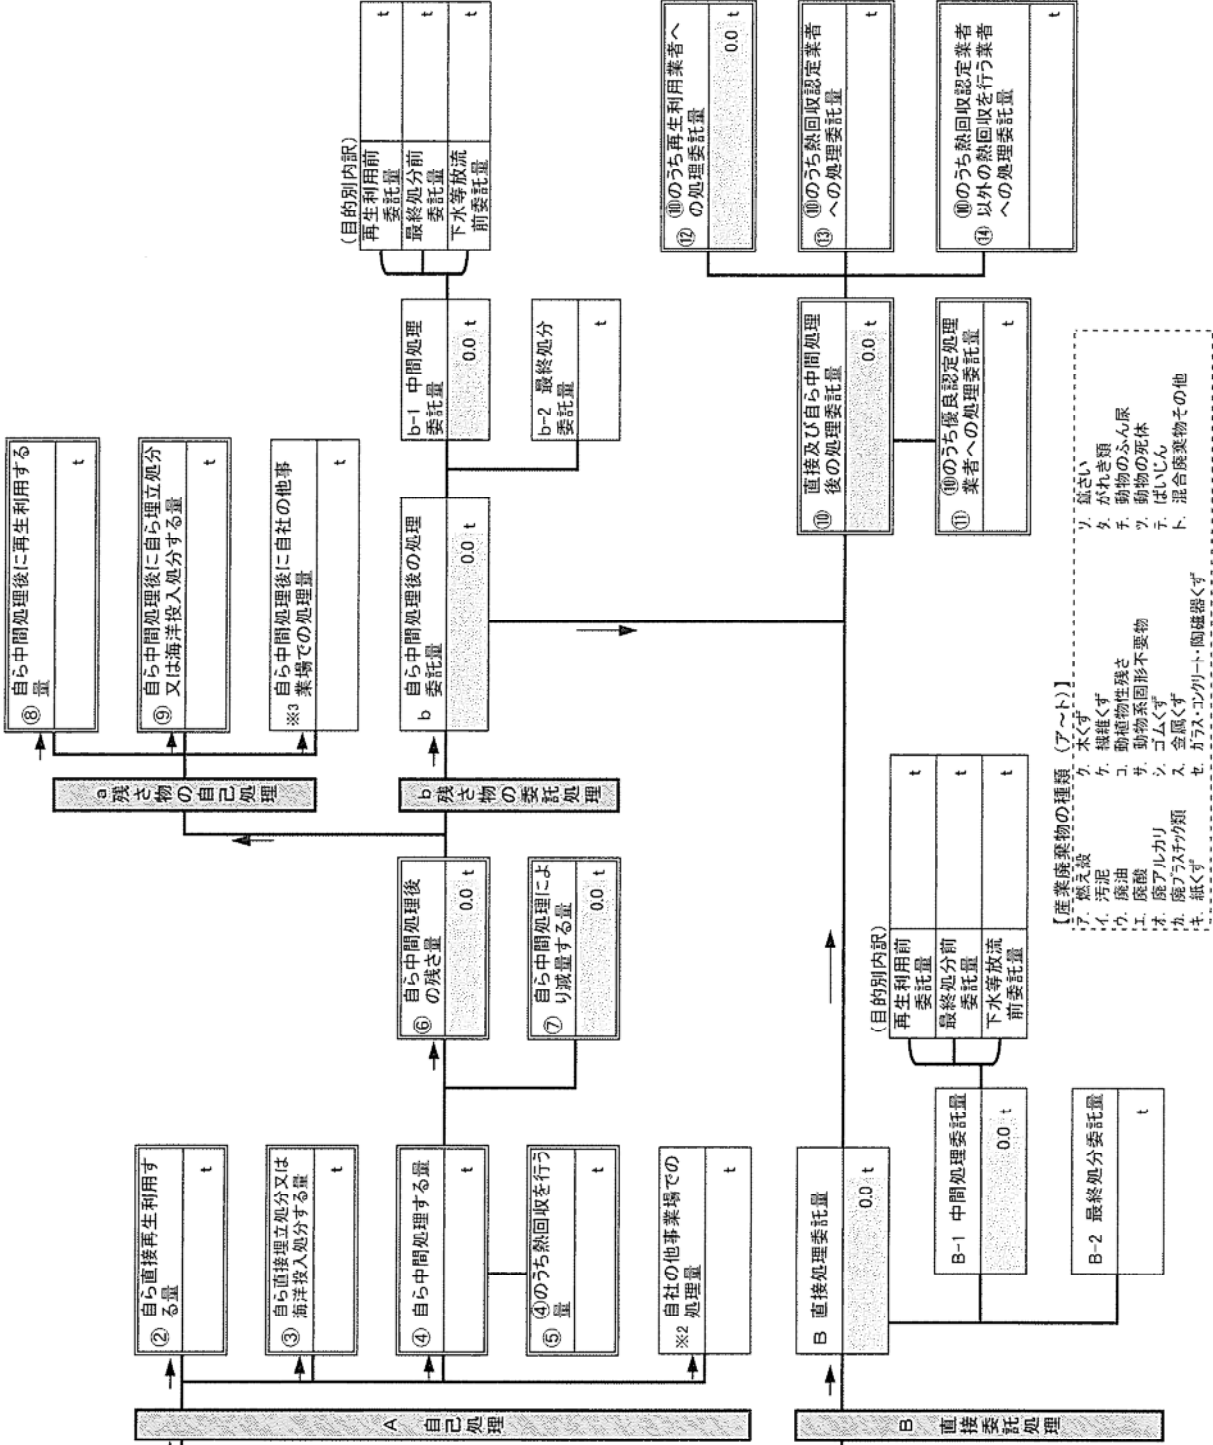 A 自己処理
② 自ら直接再生利用す
る量
t
③ 自ら直接埋立処分又は
海洋投入処分する量
t
④ 自ら中間処理する量
t
⑤ ④のうち熱回収を行う
量
t
※2 自社の他事業場での
処理量
t
⑥ 自ら中間処理後
の残さ量
0.0 t
⑦ 自ら中間処理によ
り減量する量
0.0 t
a 残さ物の自己処理
⑧ 自ら中間処理後に再生利用する
量
t
⑨ 自ら中間処理後に自ら埋立処分
又は海洋投入処分する量
t
※3 自ら中間処理後に自社の他事
業場での処理量
t
b 残さ物の委託処理
b 自ら中間処理後の処理
委託量
0.0 t
b-1 中間処理
委託量
0.0 t
b-2 最終処分
委託量
t
(目的別内訳)
再生利用前
委託量
t
最終処分前
委託量
t
下水等放流
前委託量
t
B 直接委託処理
B 直接処理委託量
0.0 t
B-1 中間処理委託量
0.0 t
B-2 最終処分委託量
t
(目的別内訳)
再生利用前
委託量
t
最終処分前
委託量
t
下水等放流
前委託量
t
⑩ 直接及び自ら中間処理
後の処理委託量
0.0 t
⑪ ⑩のうち優良認定処理
業者への処理委託量
t
⑫ ⑩のうち再生利用業者へ
の処理委託量
0.0 t
⑬ ⑩のうち熱回収認定業者
への処理委託量
t
⑭ ⑩のうち熱回収認定業者
以外の熱回収を行う業者
への処理委託量
t
【産業廃棄物の種類 (ア~ト)】
ア. 燃え殻
イ. 汚泥
ウ. 廃油
エ. 廃酸
オ. 廃アルカリ
カ. 廃プラスチック類
キ. 紙くず
ク. 木くず
ケ. 繊維くず
コ. 動植物性残さ
サ. 動物系固形不要物
シ. ゴムくず
ス. 金属くず
セ. ガラス・コンクリート・陶磁器くず
ソ. 鉱さい
タ. がれき類
チ. 動物のふん尿
ツ. 動物の死体
テ. ばいじん
ト. 混合廃棄物その他